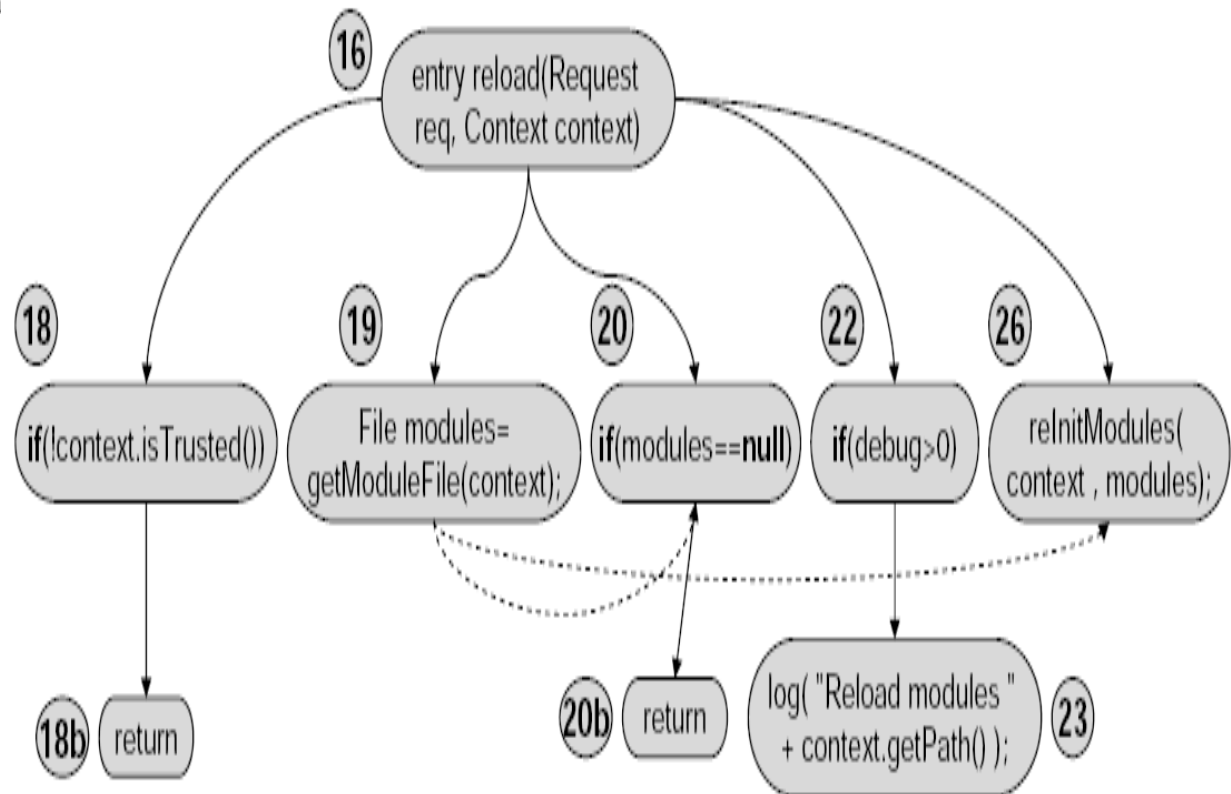 16
entry reload(Request
req, Context context)
18
19
20
22
26
if(!context.isTrusted())
File modules=
getModuleFile(context);
if(modules==null)
if(debug>0)
reInitModules(
context , modules);
18b
return
20b
return
log( "Reload modules "
+ context.getPath() );
23